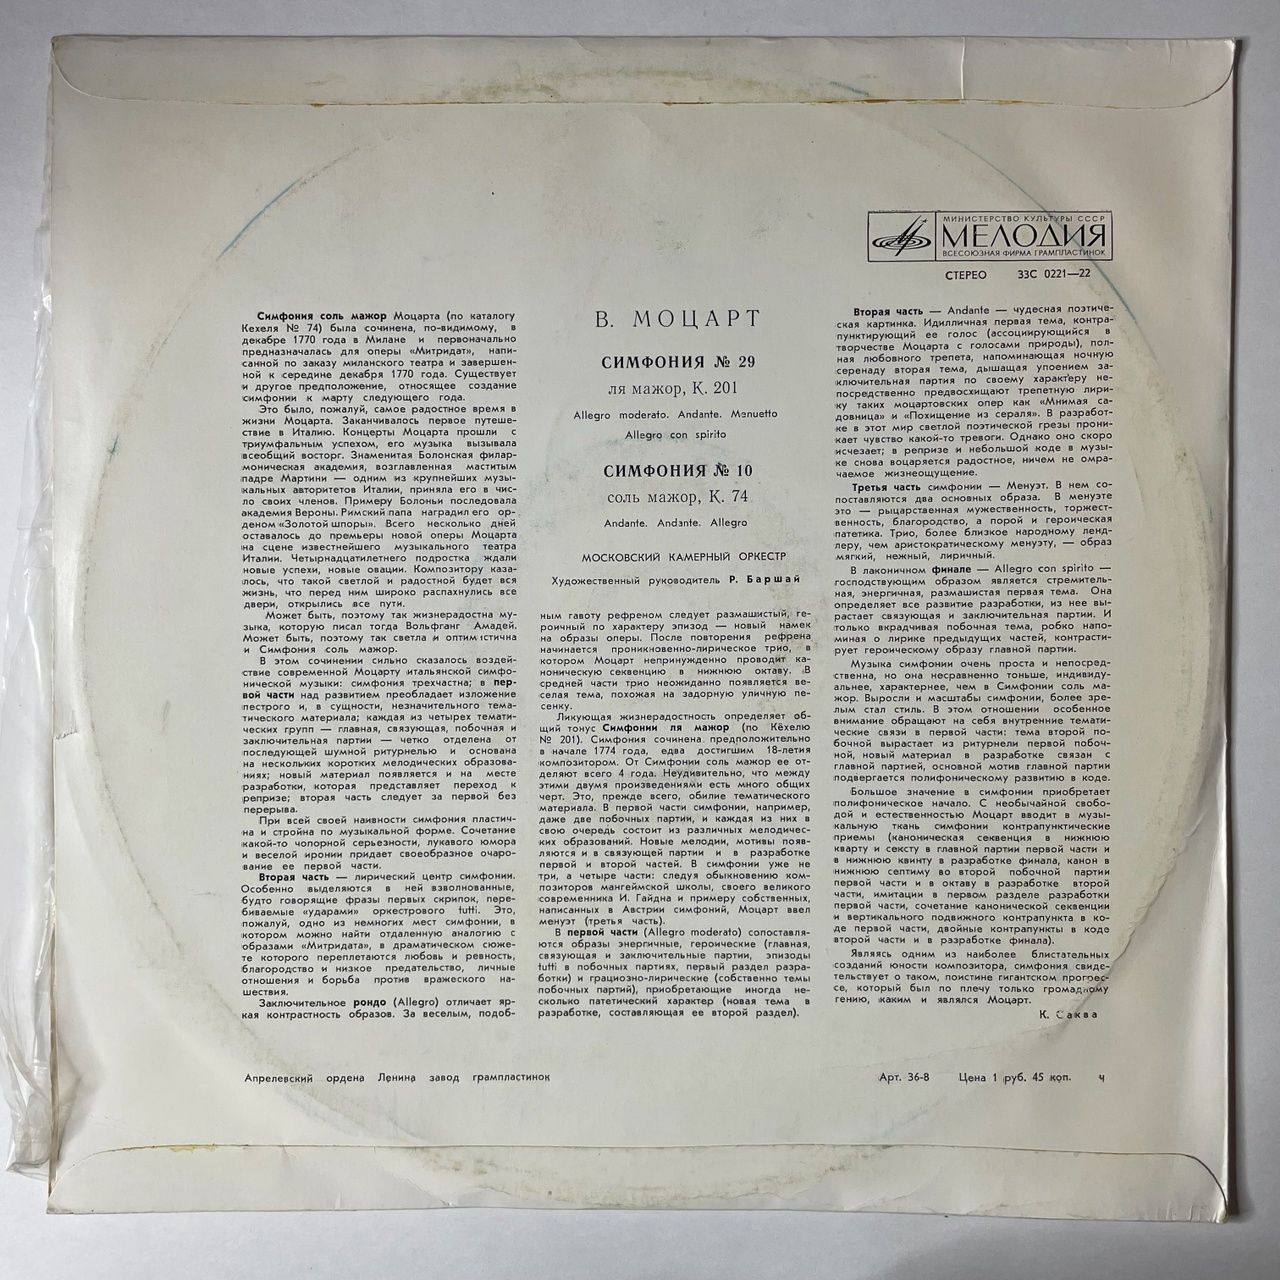 МИНИСТЕРСТВО КУЛЬТУРЫ СССР
МЕЛОДИЯ
ВСЕСОЮЗНАЯ ФИРМА ГРАМПЛАСТИНОК
СТЕРЕО 33С 0221—22
Симфония соль мажор Моцарта (по каталогу
Кехеля № 74) была сочинена, по-видимому, в
декабре 1770 года в Милане и первоначально
предназначалась для оперы «Митридат», напи-
санной по заказу миланского театра и завершен-
ной к середине декабря 1770 года. Существует
и другое предположение, относящее создание
симфонии к марту следующего года.
Это было, пожалуй, самое радостное время в
жизни Моцарта. Заканчивалось первое путеше-
ствие в Италию. Концерты Моцарта прошли с
триумфальным успехом, его музыка вызывала
всеобщий восторг. Знаменитая Болонская филар-
моническая академия, возглавленная маститым
падре Мартини — одним из крупнейших музы-
кальных авторитетов Италии, приняла его в чис-
ло своих членов. Примеру Болоньи последовала
академия Вероны. Римский папа наградил его ор-
деном «Золотой шпоры». Всего несколько дней
оставалось до премьеры новой оперы Моцарта
на сцене известнейшего музыкального театра
Италии. Четырнадцатилетнего подростка ждали
новые успехи, новые овации. Композитору каза-
лось, что такой светлой и радостной будет вся
жизнь, что перед ним широко распахнулись все
двери, открылись все пути.
Может быть, поэтому так жизнерадостна му-
зыка, которую писал тогда Вольфганг Амадей.
Может быть, поэтому так светла и оптимистична
и Симфония соль мажор.
В этом сочинении сильно сказалось воздей-
ствие современной Моцарту итальянской симфо-
нической музыки: симфония трехчастна; в пер-
вой части над развитием преобладает изложение
пестрого и, в сущности, незначительного тема-
тического материала; каждая из четырех темати-
ческих групп — главная, связующая, побочная и
заключительная партии — четко отделена от
последующей шумной ритурнелью и основана
на нескольких коротких мелодических образова-
ниях; новый материал появляется и на месте
разработки, которая представляет переход к
репризе; вторая часть следует за первой без
перерыва.
При всей своей наивности симфония пластич-
на и стройна по музыкальной форме. Сочетание
какой-то чопорной серьезности, лукавого юмора
и веселой иронии придает своеобразное очаро-
вание ее первой части.
Вторая часть — лирический центр симфонии.
Особенно выделяются в ней взволнованные,
будто говорящие фразы первых скрипок, пере-
биваемые «ударами» оркестрового tutti. Это,
пожалуй, одно из немногих мест симфонии, в
котором можно найти отдаленную аналогию с
образами «Митридата», в драматическом сюже-
те которого переплетаются любовь и ревность,
благородство и низкое предательство, личные
отношения и борьба против вражеского на-
шествия.
Заключительное рондо (Allegro) отличает яр-
кая контрастность образов. За веселым, подоб-
В. МОЦАРТ
СИМФОНИЯ № 29
ля мажор, К. 201
Allegro moderato. Andante. Manuetto
Allegro con spirito
СИМФОНИЯ № 10
соль мажор, К. 74
Andante. Andante. Allegro
МОСКОВСКИЙ КАМЕРНЫЙ ОРКЕСТР
Художественный руководитель Р. Баршай
ным гавоту рефреном следует размашистый, ге-
роичный по характеру эпизод — новый намек
на образы оперы. После повторения рефрена
начинается проникновенно-лирическое трио, в
котором Моцарт непринужденно проводит ка-
ноническую секвенцию в нижнюю октаву. В
средней части трио неожиданно появляется ве-
селая тема, похожая на задорную уличную пе-
сенку.
Ликующая жизнерадостность определяет об-
щий тонус Симфонии ля мажор (по Кёхелю
№ 201). Симфония сочинена предположительно
в начале 1774 года, едва достигшим 18-летия
композитором. От Симфонии соль мажор ее от-
деляют всего 4 года. Неудивительно, что между
этими двумя произведениями есть много общих
черт. Это, прежде всего, обилие тематического
материала. В первой части симфонии, например,
даже две побочных партии, и каждая из них в
свою очередь состоит из различных мелодичес-
ких образований. Новые мелодии, мотивы появ-
ляются и в связующей партии и в разработке
первой и второй частей. В симфонии уже не
три, а четыре части: следуя обыкновению ком-
позиторов мангеймской школы, своего великого
современника И. Гайдна и примеру собственных,
написанных в Австрии симфоний, Моцарт ввел
менуэт (третья часть).
В первой части (Allegro moderato) сопоставля-
ются образы энергичные, героические (главная,
связующая и заключительные партии, эпизоды
tutti в побочных партиях, первый раздел разра-
ботки) и грациозно-лирические (собственно темы
побочных партий), приобретающие иногда не-
сколько патетический характер (новая тема в
разработке, составляющая ее второй раздел).
Вторая часть — Andante — чудесная поэтиче-
ская картинка. Идилличная первая тема, контра-
пунктирующий ее голос (ассоциирующийся в
творчестве Моцарта с голосами природы), пол-
ная любовного трепета, напоминающая ночную
серенаду вторая тема, дышащая упоением за-
ключительная партия по своему характеру не-
посредственно предвосхищают трепетную лири-
ку таких моцартовских опер как «Мнимая са-
довница» и «Похищение из сераля». В разработ-
ке в этот мир светлой поэтической грезы прони-
кает чувство какой-то тревоги. Однако оно скоро
исчезает; в репризе и небольшой коде в музы-
ке снова воцаряется радостное, ничем не омра-
чаемое жизнеощущение.
Третья часть симфонии — Менуэт. В нем со-
поставляются два основных образа. В менуэте
это — рыцарственная мужественность, торжест-
венность, благородство, а порой и героическая
патетика. Трио, более близкое народному ленд-
леру, чем аристократическому менуэту, — образ
мягкий, нежный, лиричный.
В лаконичном финале — Allegro con spirito —
господствующим образом является стремитель-
ная, энергичная, размашистая первая тема. Она
определяет все развитие разработки, из нее вы-
растает связующая и заключительная партии. И
только вкрадчивая побочная тема, робко напо-
миная о лирике предыдущих частей, контрасти-
рует героическому образу главной партии.
Музыка симфонии очень проста и непосред-
ственна, но она несравненно тоньше, индивиду-
альнее, характернее, чем в Симфонии соль ма-
жор. Выросли и масштабы симфонии, более зре-
лым стал стиль. В этом отношении особенное
внимание обращают на себя внутренние темати-
ческие связи в первой части: тема второй по-
бочной вырастает из ритурнели первой побоч-
ной, новый материал в разработке связан с
главной партией, основной мотив главной партии
подвергается полифоническому развитию в коде.
Большое значение в симфонии приобретает
полифоническое начало. С необычайной свобо-
дой и естественностью Моцарт вводит в музы-
кальную ткань симфонии контрапунктические
приемы (каноническая секвенция в нижнюю
кварту и сексту в главной партии первой части и
в нижнюю квинту в разработке финала, канон в
нижнюю септиму во второй побочной партии
первой части и в октаву в разработке второй
части, имитации в первом разделе разработки
первой части, сочетание канонической секвенции
и вертикального подвижного контрапункта в ко-
де первой части, двойные контрапункты в коде
второй части и в разработке финала).
Являясь одним из наиболее блистательных
созданий юности композитора, симфония свиде-
тельствует о таком, поистине гигантском прогрес-
се, который был по плечу только громадному
гению, каким и являлся Моцарт.
К. Саква
Апрелевский ордена Ленина завод грампластинок
Арт. 36-8 Цена 1 руб. 45 коп. ч